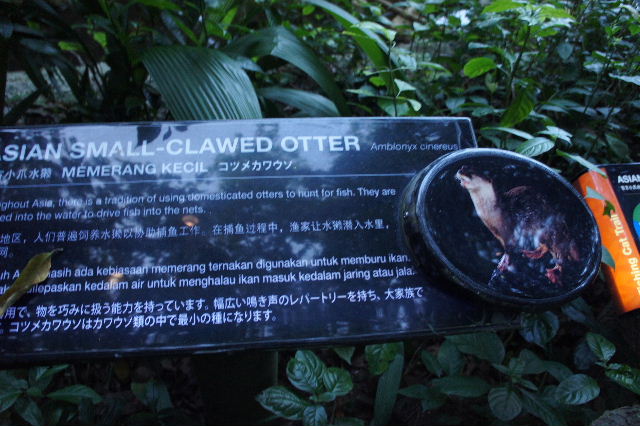 ASIAN SMALL-CLAWED OTTER Amblonyx cinereus
小爪水獭 MEMERANG KECIL コツメカワウソ
there is a tradition of using domesticated otters to hunt for fish. They are
into the water to drive fish into the nets.
地区，人们普遍饲养水獭以协助捕鱼工作。在捕鱼过程中，渔家让水獭潜入水里，
网。
Asia masih ada kebiasaan memerang ternakan digunakan untuk memburu ikan.
dilepaskan kedalam air untuk menghalau ikan masuk kedalam jaring atau jala.
用で、物を巧みに扱う能力を持っています。幅広い鳴き声のレパートリーを持ち、大家族で
。コツメカワウソはカワウソ類の中で最小の種になります。
ASIAN